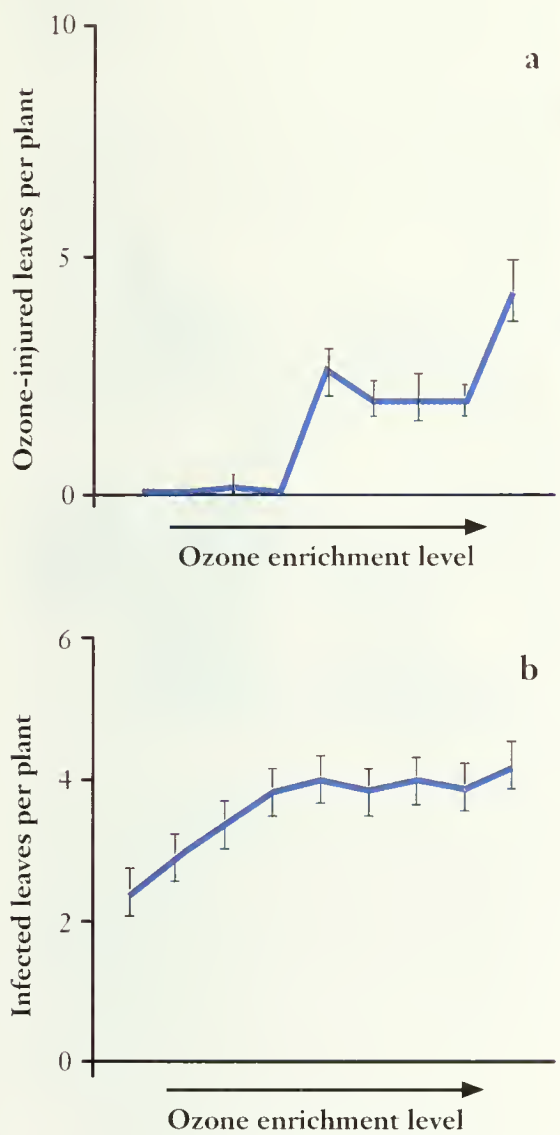 10
a
Ozone-injured leaves per plant
5
0
Ozone enrichment level
6
b
Infected leaves per plant
4
2
0
Ozone enrichment level